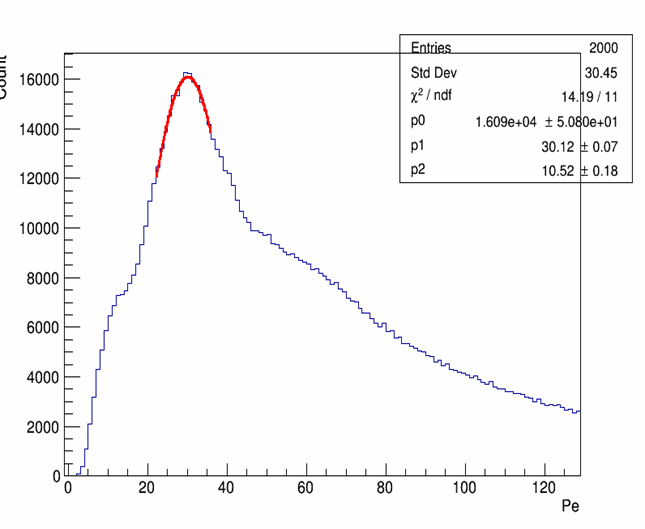 Count
Entries 2000
Std Dev 30.45
χ² / ndf 14.19 / 11
p0 1.609e+04 ± 5.080e+01
p1 30.12 ± 0.07
p2 10.52 ± 0.18
16000
14000
12000
10000
8000
6000
4000
2000
0
0 20 40 60 80 100 120
Pe